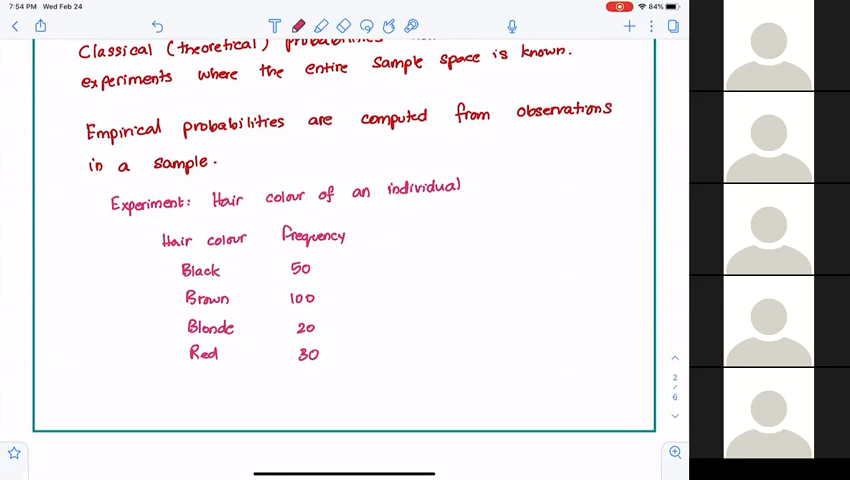 7:54 PM Wed Feb 24
84%
T
Classical (theoretical) probabilities
experiments where the entire sample space is known.
Empirical probabilities are computed from observations
in a sample.
Experiment: Hair colour of an individual
Hair colour Frequency
Black 50
Brown 100
Blonde 20
Red 30
2
/
6